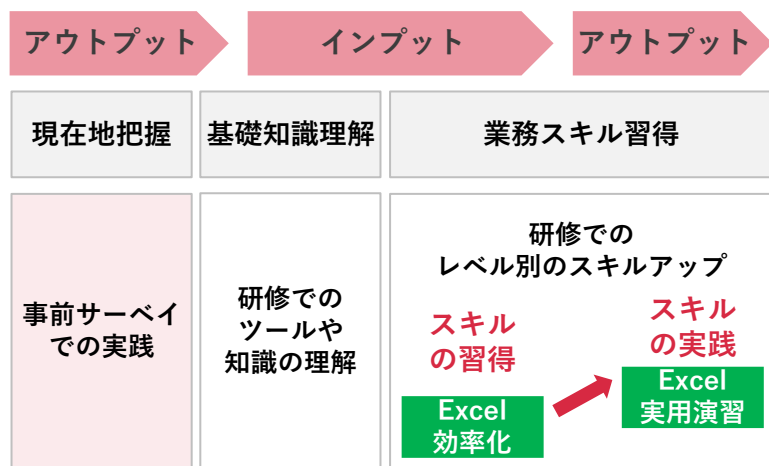 アウトプット
インプット
アウトプット
現在地把握
基礎知識理解
業務スキル習得
事前サーベイ
での実践
研修での
ツールや
知識の理解
研修での
レベル別のスキルアップ
スキル
の習得
Excel
効率化
スキル
の実践
Excel
実用演習